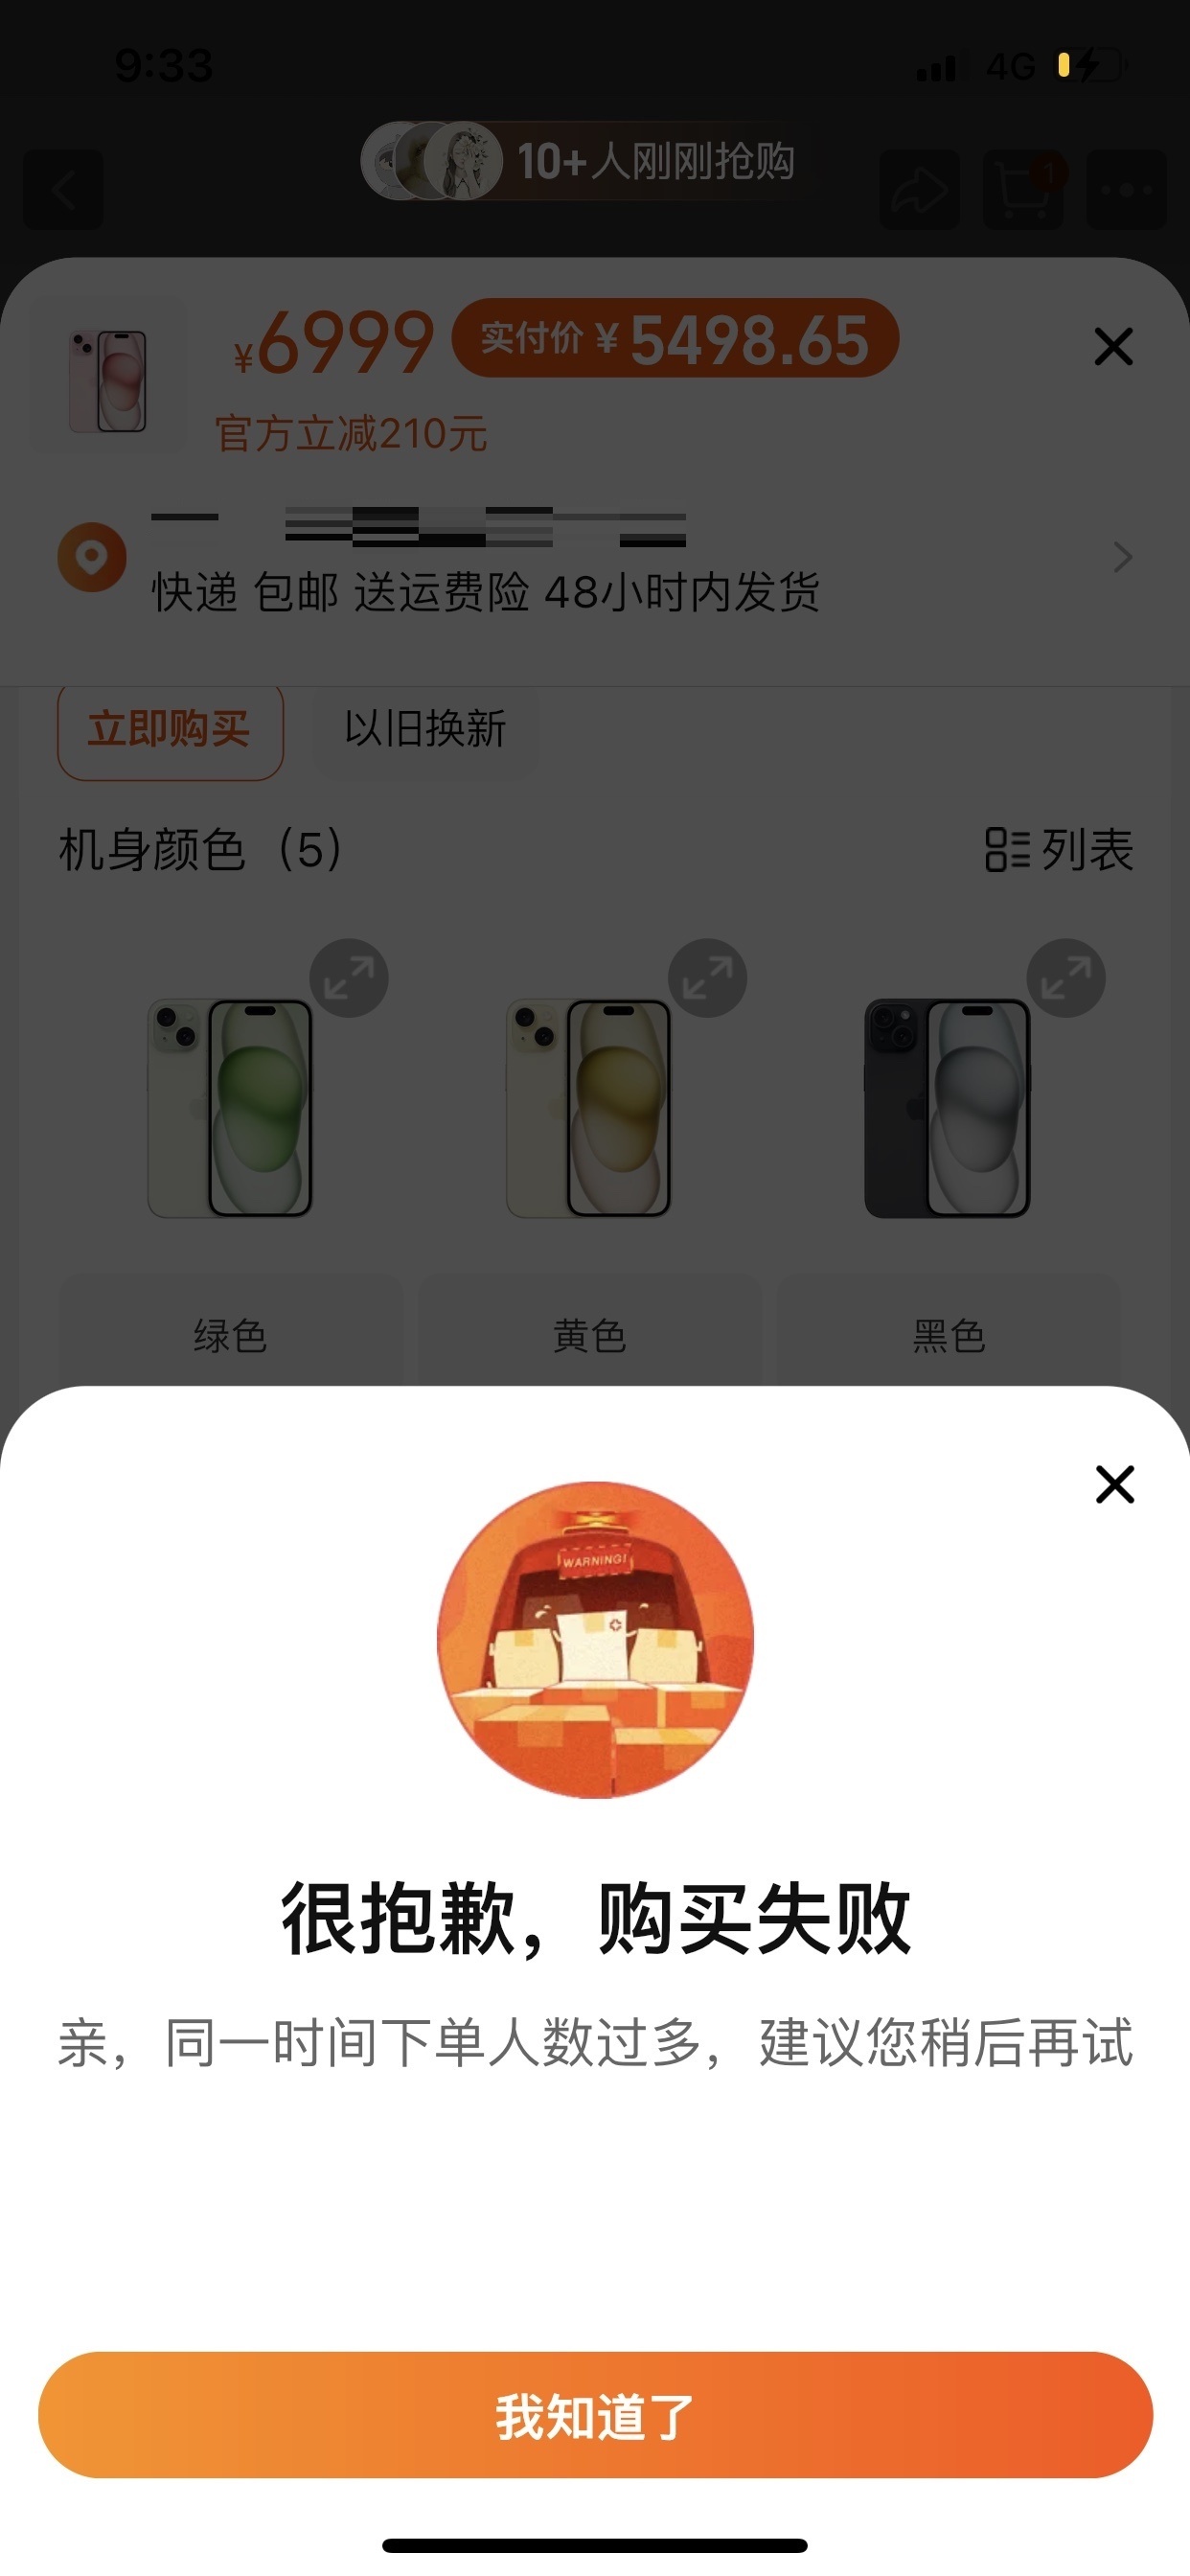 9:33 4G
10+人刚刚抢购
1
¥6999 实付价 ¥5498.65
官方立减210元
快递 包邮 送运费险 48小时内发货
立即购买 以旧换新
机身颜色（5） 列表
绿色 黄色 黑色
WARNING!
很抱歉，购买失败
亲，同一时间下单人数过多，建议您稍后再试
我知道了